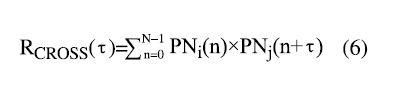 R_CROSS(τ)=∑_{n=0}^{N−1} PN_i(n)×PN_j(n+τ) (6)